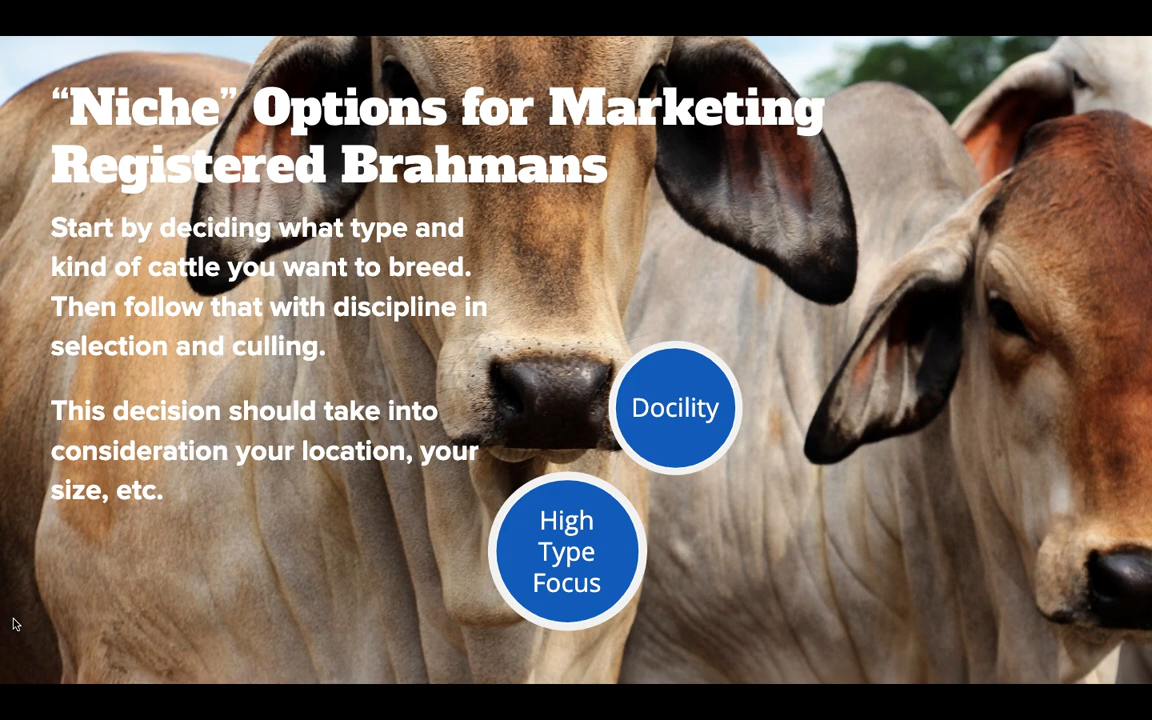 “Niche” Options for Marketing
Registered Brahmans
Start by deciding what type and
kind of cattle you want to breed.
Then follow that with discipline in
selection and culling.
This decision should take into
consideration your location, your
size, etc.
Docility
High
Type
Focus